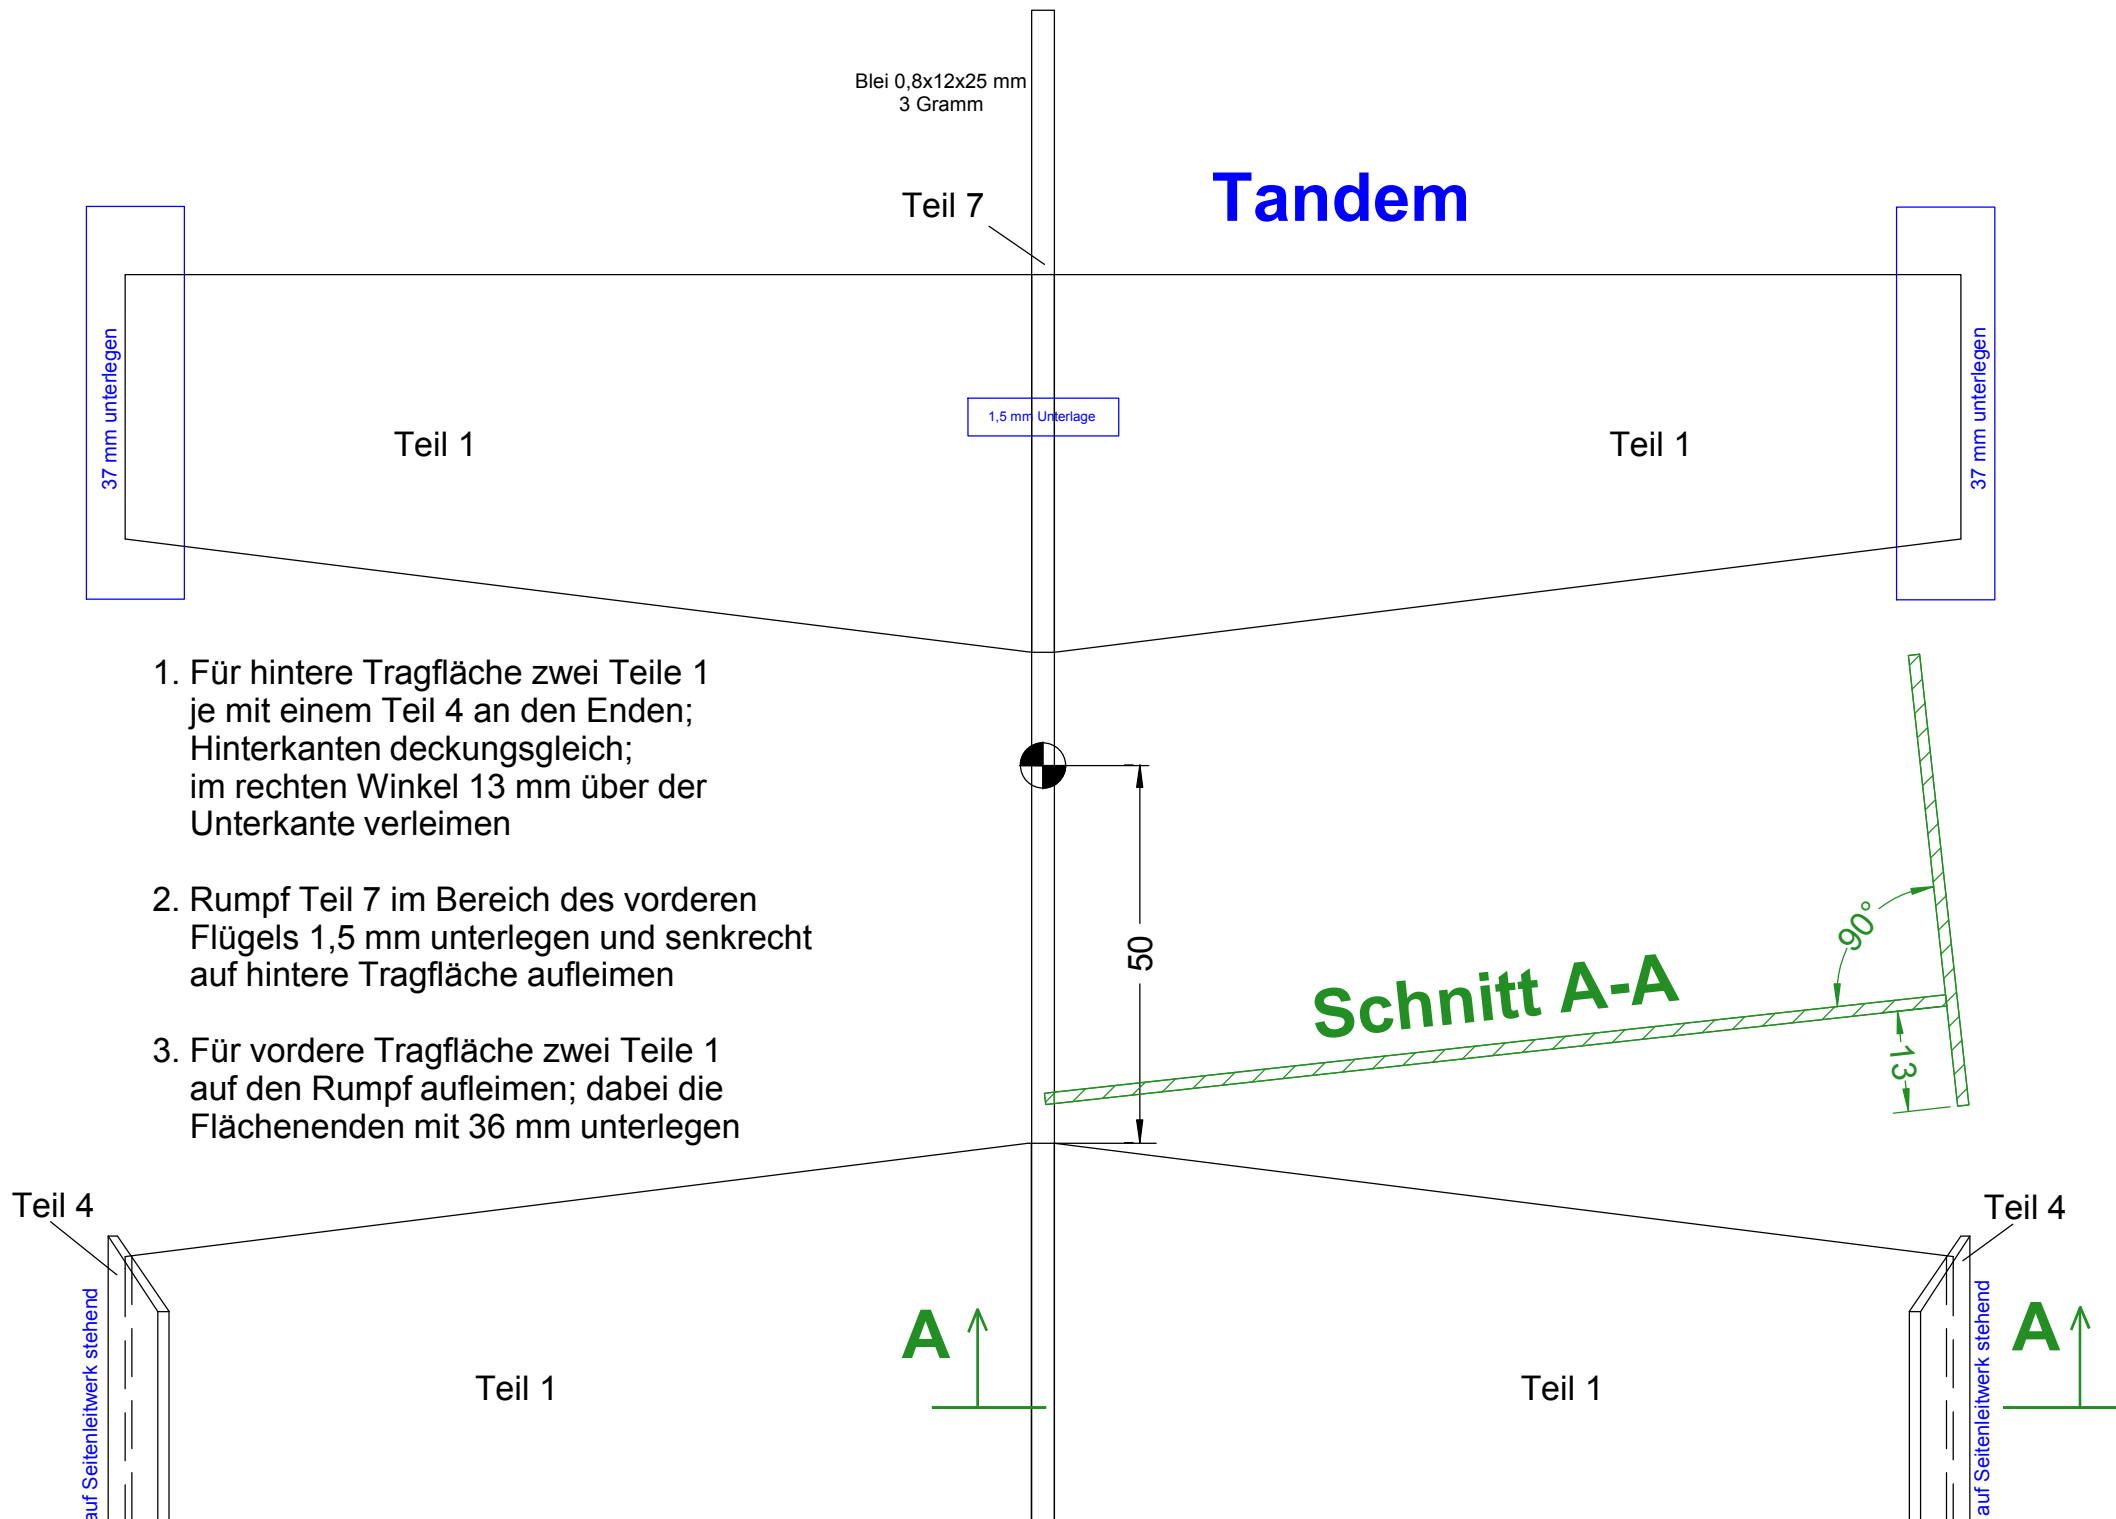 Blei 0,8x12x25 mm
3 Gramm
Teil 7
Tandem
37 mm unterlegen
37 mm unterlegen
1,5 mm Unterlage
Teil 1
Teil 1
1. Für hintere Tragfläche zwei Teile 1
je mit einem Teil 4 an den Enden;
Hinterkanten deckungsgleich;
im rechten Winkel 13 mm über der
Unterkante verleimen
2. Rumpf Teil 7 im Bereich des vorderen
Flügels 1,5 mm unterlegen und senkrecht
auf hintere Tragfläche aufleimen
3. Für vordere Tragfläche zwei Teile 1
auf den Rumpf aufleimen; dabei die
Flächenenden mit 36 mm unterlegen
50
90°
Schnitt A-A
13
Teil 4
Teil 4
auf Seitenleitwerk stehend
A
A
auf Seitenleitwerk stehend
Teil 1
Teil 1